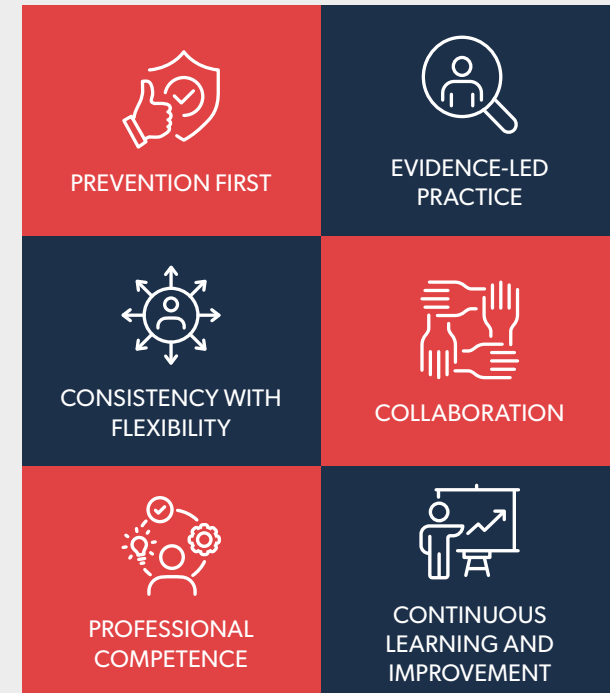 PREVENTION FIRST
EVIDENCE-LED
PRACTICE
CONSISTENCY WITH
FLEXIBILITY
COLLABORATION
PROFESSIONAL
COMPETENCE
CONTINUOUS
LEARNING AND
IMPROVEMENT